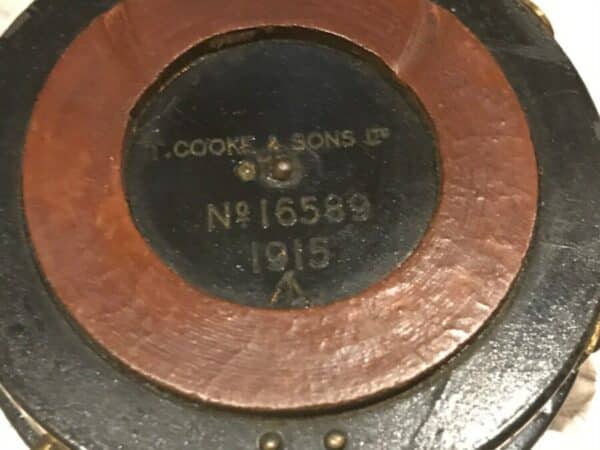 T. COOKE & SONS LTD
No 16589
1915